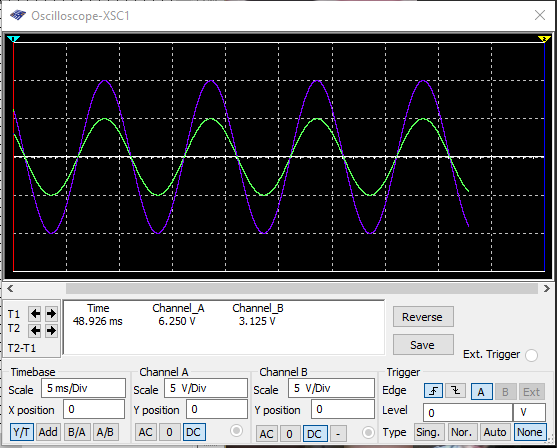 Oscilloscope-XSC1
Time Channel_A Channel_B
T1 48.926 ms 6.250 V 3.125 V
T2
T2-T1
Reverse
Save
Ext. Trigger
Timebase
Scale 5 ms/Div
X position 0
Y/T Add B/A A/B
Channel A
Scale 5 V/Div
Y position 0
AC 0 DC
Channel B
Scale 5 V/Div
Y position 0
AC 0 DC -
Trigger
Edge A B Ext
Level 0 V
Type Sing. Nor. Auto None